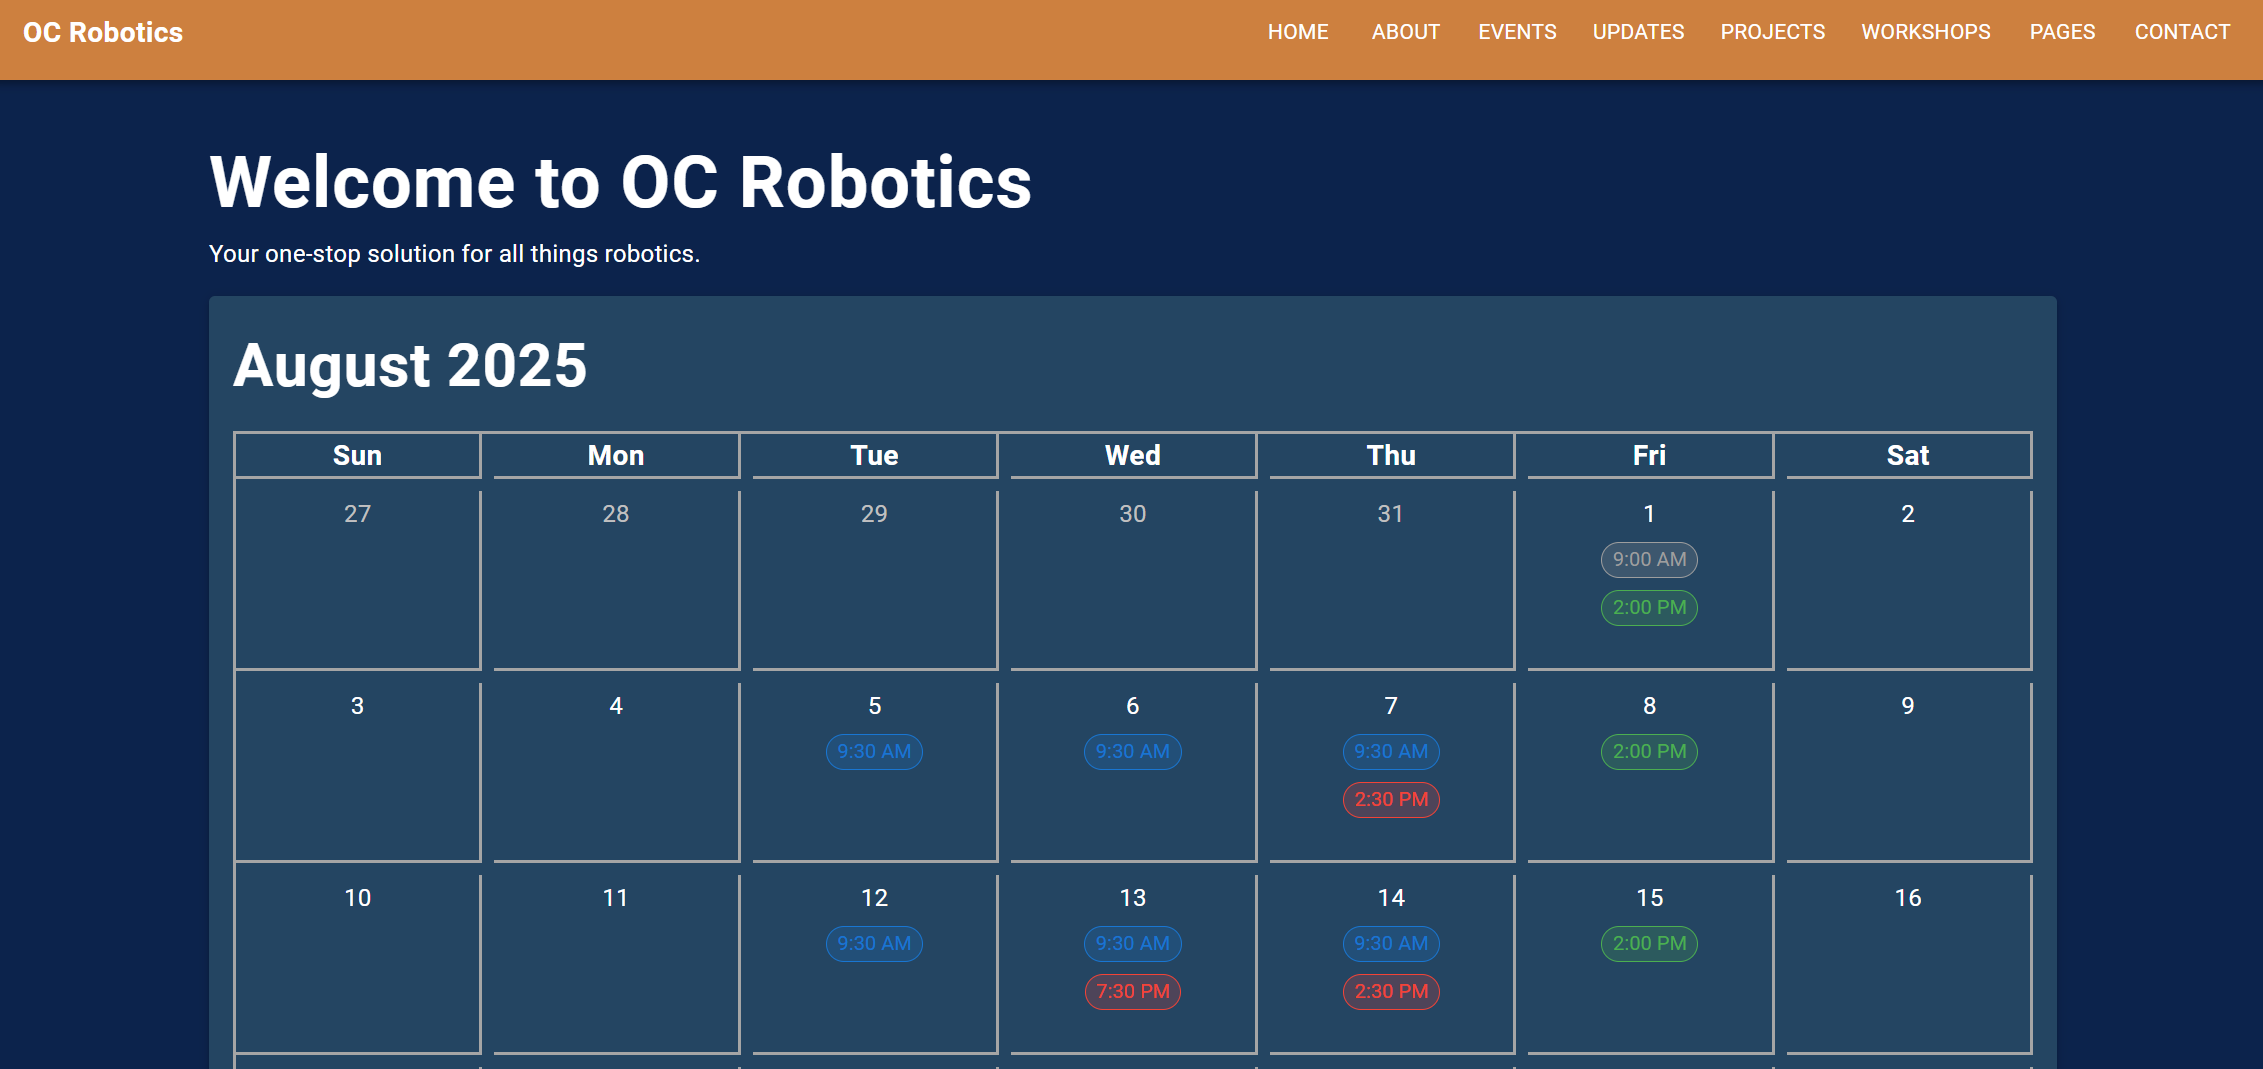 OC Robotics
HOME ABOUT EVENTS UPDATES PROJECTS WORKSHOPS PAGES CONTACT
Welcome to OC Robotics
Your one-stop solution for all things robotics.
August 2025
Sun Mon Tue Wed Thu Fri Sat
27 28 29 30 31 1 2
9:00 AM
2:00 PM
3 4 5 6 7 8 9
9:30 AM 9:30 AM 9:30 AM 2:00 PM
2:30 PM
10 11 12 13 14 15 16
9:30 AM 9:30 AM 9:30 AM 2:00 PM
7:30 PM 2:30 PM